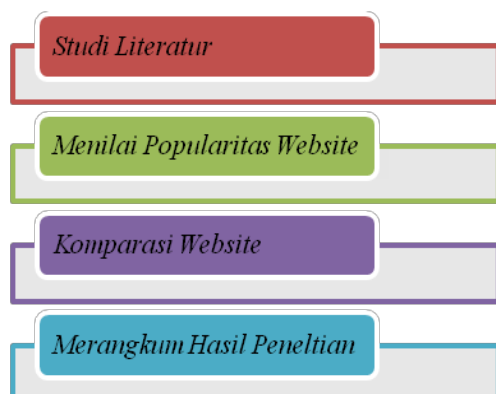 Studi Literatur
Menilai Popularitas Website
Komparasi Website
Merangkum Hasil Peneltian